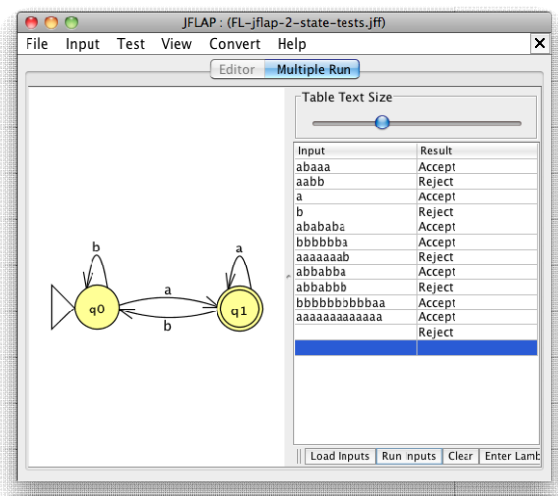 JFLAP : (FL-jflap-2-state-tests.jff)
File Input Test View Convert Help
Editor Multiple Run
Table Text Size
Input Result
abaaa Accept
aabb Reject
a Accept
b Reject
abababa Accept
bbbbbba Accept
aaaaaaab Reject
abbabba Accept
abbabbb Reject
bbbbbbbbbbaa Accept
aaaaaaaaaaaaa Accept
Reject
b
a
a
q0
q1
b
Load Inputs Run Inputs Clear Enter Lamb